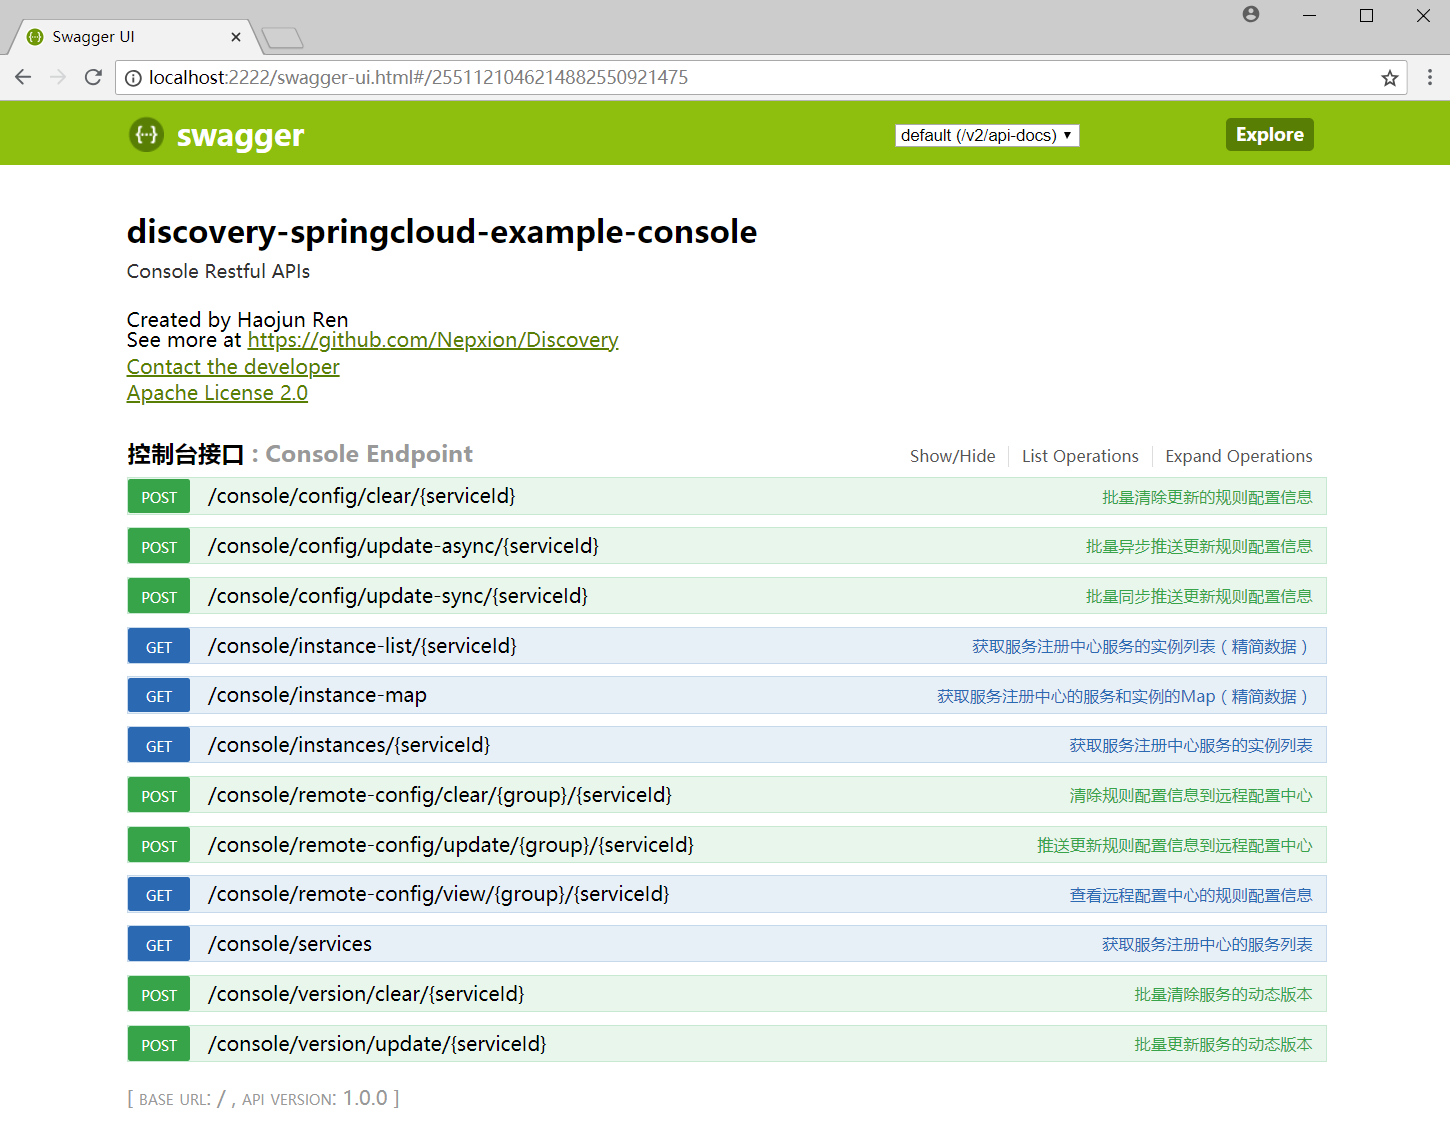 Swagger UI
localhost:2222/swagger-ui.html#/2551121046214882550921475
{···} swagger default (/v2/api-docs) Explore
discovery-springcloud-example-console
Console Restful APIs
Created by Haojun Ren
See more at https://github.com/Nepxion/Discovery
Contact the developer
Apache License 2.0
控制台接口 : Console Endpoint Show/Hide List Operations Expand Operations
POST /console/config/clear/{serviceId} 批量清除更新的规则配置信息
POST /console/config/update-async/{serviceId} 批量异步推送更新规则配置信息
POST /console/config/update-sync/{serviceId} 批量同步推送更新规则配置信息
GET /console/instance-list/{serviceId} 获取服务注册中心服务的实例列表（精简数据）
GET /console/instance-map 获取服务注册中心的服务和实例的Map（精简数据）
GET /console/instances/{serviceId} 获取服务注册中心服务的实例列表
POST /console/remote-config/clear/{group}/{serviceId} 清除规则配置信息到远程配置中心
POST /console/remote-config/update/{group}/{serviceId} 推送更新规则配置信息到远程配置中心
GET /console/remote-config/view/{group}/{serviceId} 查看远程配置中心的规则配置信息
GET /console/services 获取服务注册中心的服务列表
POST /console/version/clear/{serviceId} 批量清除服务的动态版本
POST /console/version/update/{serviceId} 批量更新服务的动态版本
[ BASE URL: / , API VERSION: 1.0.0 ]